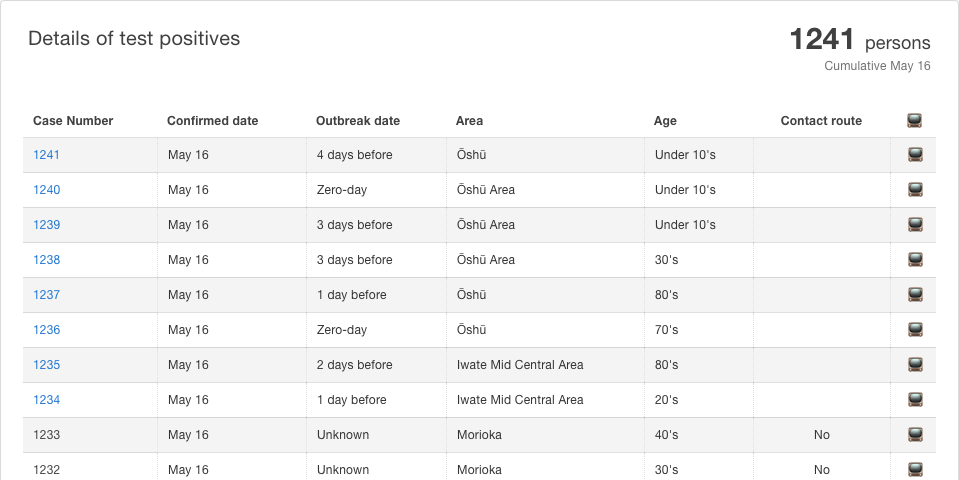 Details of test positives
1241 persons
Cumulative May 16
Case Number Confirmed date Outbreak date Area Age Contact route
1241 May 16 4 days before Ōshū Under 10's
1240 May 16 Zero-day Ōshū Area Under 10's
1239 May 16 3 days before Ōshū Area Under 10's
1238 May 16 3 days before Ōshū Area 30's
1237 May 16 1 day before Ōshū 80's
1236 May 16 Zero-day Ōshū 70's
1235 May 16 2 days before Iwate Mid Central Area 80's
1234 May 16 1 day before Iwate Mid Central Area 20's
1233 May 16 Unknown Morioka 40's No
1232 May 16 Unknown Morioka 30's No